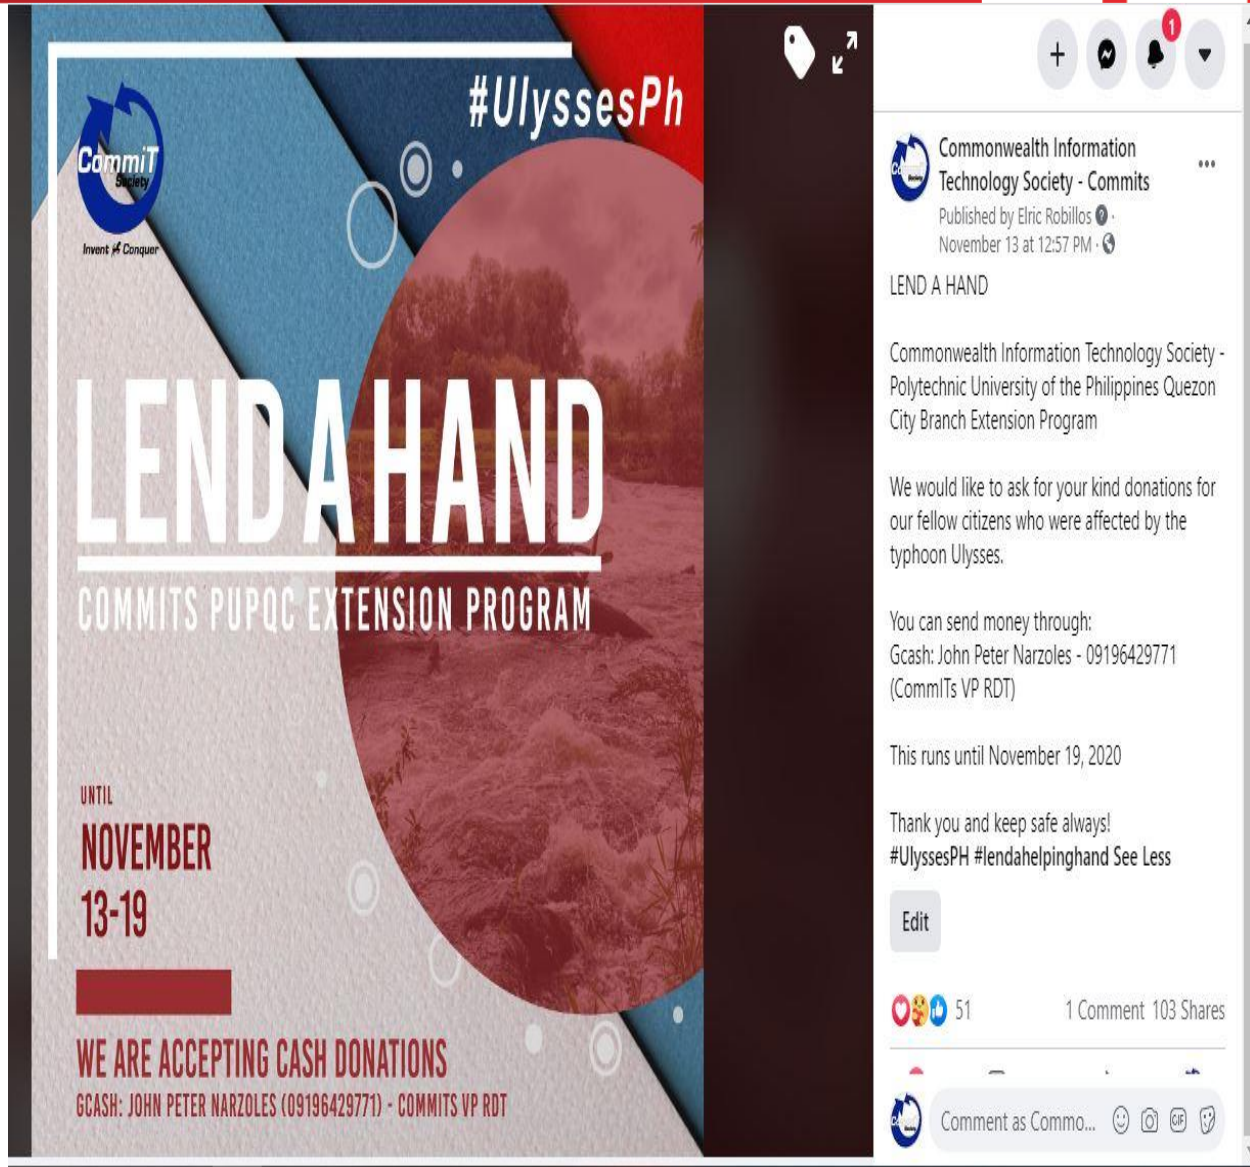 #UlyssesPh
CommiT
Society
Invent & Conquer
LEND A HAND
COMMITS PUPQC EXTENSION PROGRAM
UNTIL
NOVEMBER
13-19
WE ARE ACCEPTING CASH DONATIONS
GCASH: JOHN PETER NARZOLES (09196429771) - COMMITS VP RDT
1
Commonwealth Information
Technology Society - Commits
Published by Elric Robillos ·
November 13 at 12:57 PM ·
LEND A HAND
Commonwealth Information Technology Society -
Polytechnic University of the Philippines Quezon
City Branch Extension Program
We would like to ask for your kind donations for
our fellow citizens who were affected by the
typhoon Ulysses.
You can send money through:
Gcash: John Peter Narzoles - 09196429771
(CommITs VP RDT)
This runs until November 19, 2020
Thank you and keep safe always!
#UlyssesPH #lendahelpinghand See Less
Edit
51 1 Comment 103 Shares
Comment as Commo... GIF